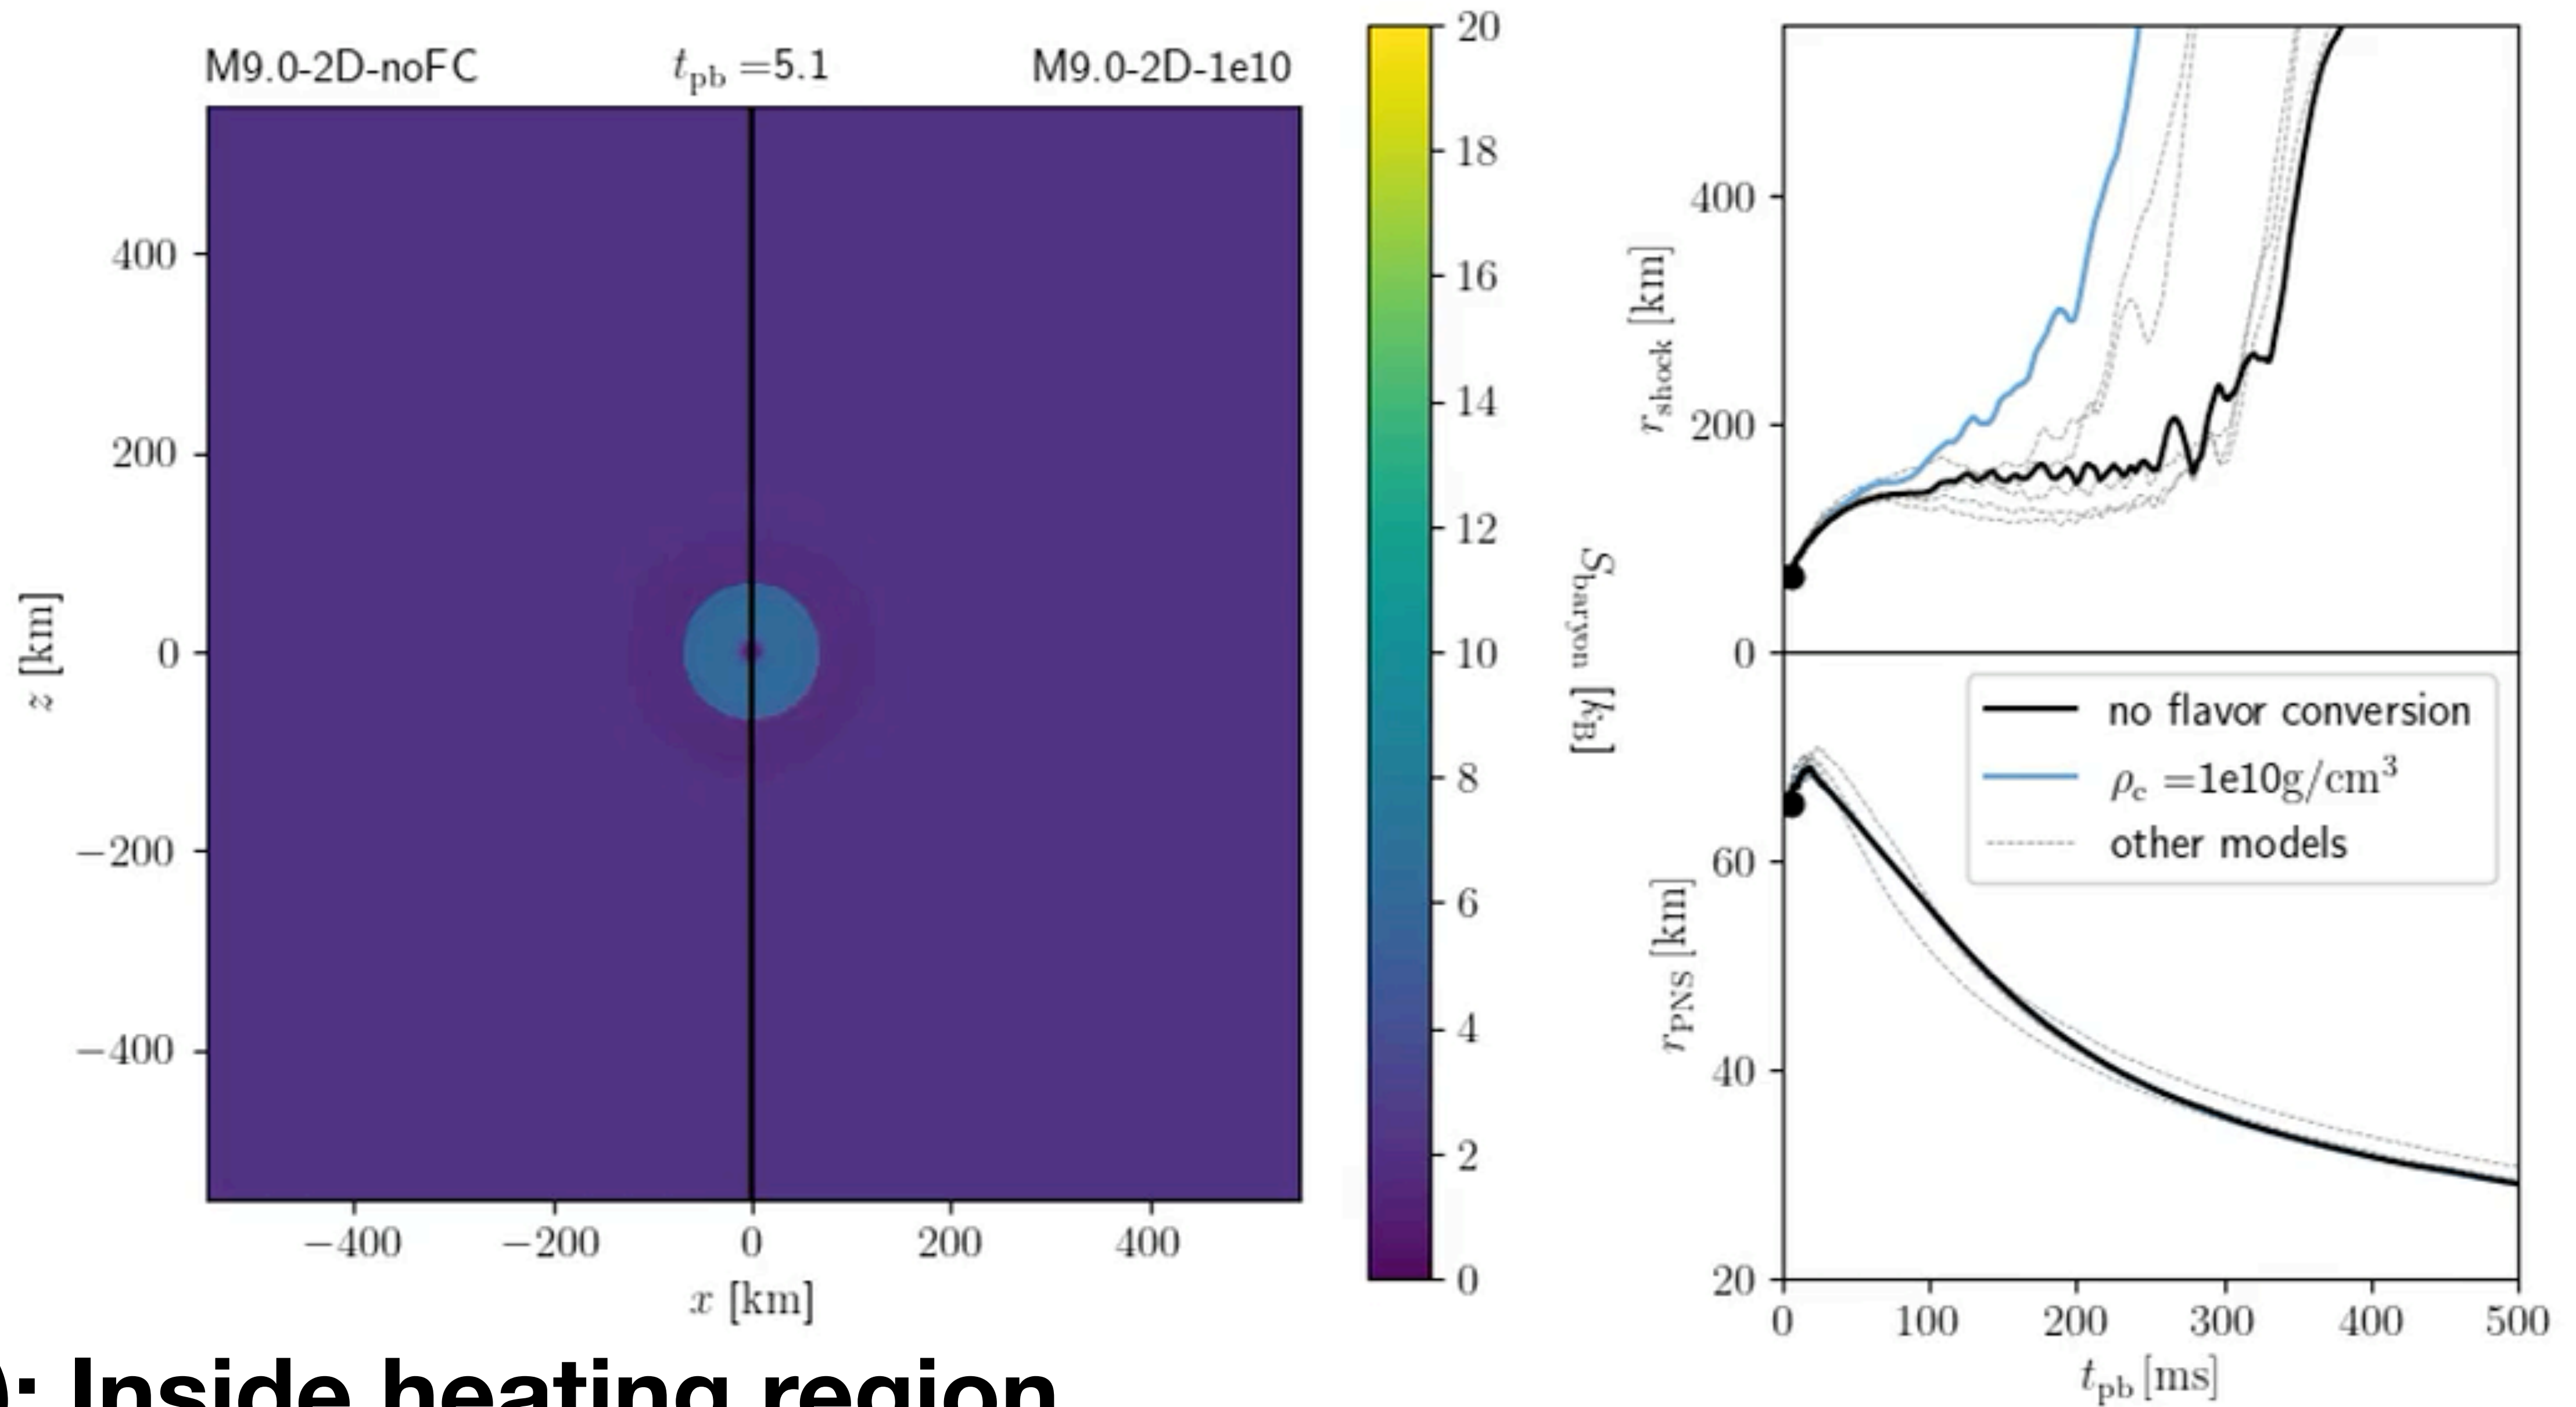 M9.0-2D-noFC
t_pb =5.1
M9.0-2D-1e10
z [km]
400
200
0
−200
−400
−400 −200 0 200 400
x [km]
20
18
16
14
12
10
8
6
4
2
0
S_baryon [k_B]
r_shock [km]
400
200
0
no flavor conversion
ρ_c =1e10g/cm³
other models
r_PNS [km]
60
40
20
0 100 200 300 400 500
t_pb [ms]
): Inside heating region